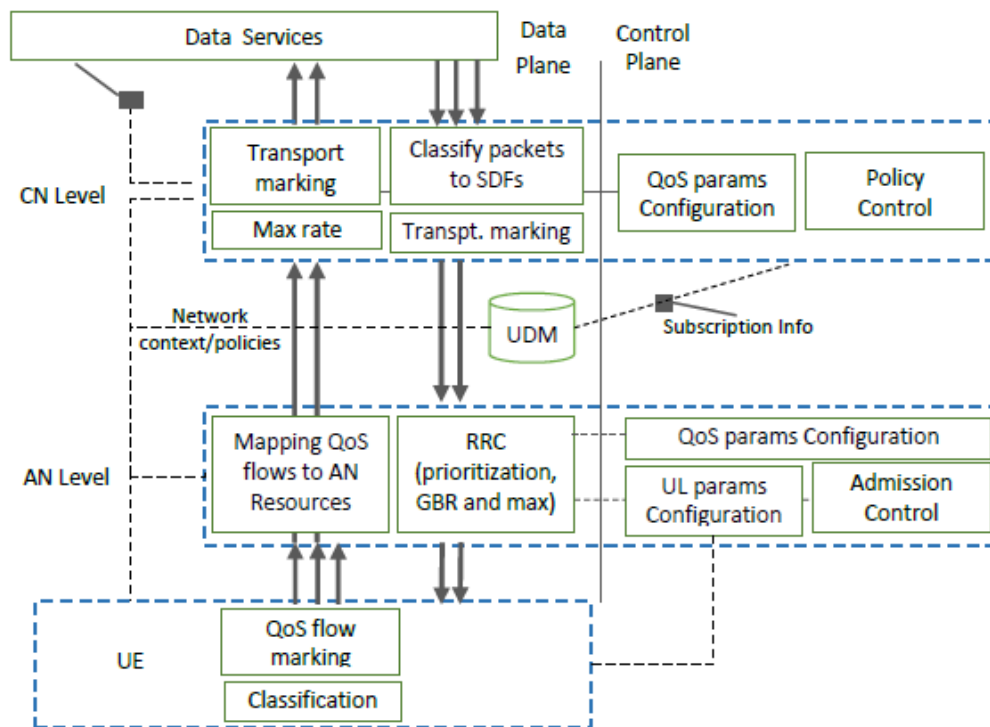 Data Services
Data
Plane
Control
Plane
CN Level
Transport
marking
Classify packets
to SDFs
QoS params
Configuration
Policy
Control
Max rate
Transpt. marking
Network
context/policies
UDM
Subscription Info
AN Level
Mapping QoS
flows to AN
Resources
RRC
(prioritization,
GBR and max)
QoS params Configuration
UL params
Configuration
Admission
Control
UE
QoS flow
marking
Classification